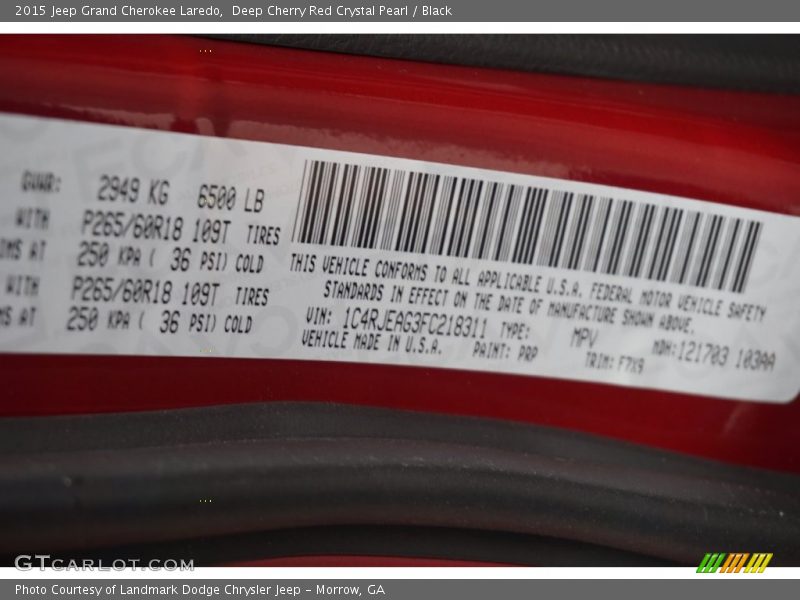 2015 Jeep Grand Cherokee Laredo, Deep Cherry Red Crystal Pearl / Black
GVWR: 2949 KG 6500 LB
WITH P265/60R18 109T TIRES
IMS AT 250 KPA ( 36 PSI) COLD
WITH P265/60R18 109T TIRES
MS AT 250 KPA ( 36 PSI) COLD
THIS VEHICLE CONFORMS TO ALL APPLICABLE U.S.A. FEDERAL MOTOR VEHICLE SAFETY
STANDARDS IN EFFECT ON THE DATE OF MANUFACTURE SHOWN ABOVE.
VIN: 1C4RJEAG3FC218311 TYPE: MPV MDH:121703 103AA
VEHICLE MADE IN U.S.A. PAINT: PRP TRIM: F7X9
GTCARLOT.COM
Photo Courtesy of Landmark Dodge Chrysler Jeep – Morrow, GA